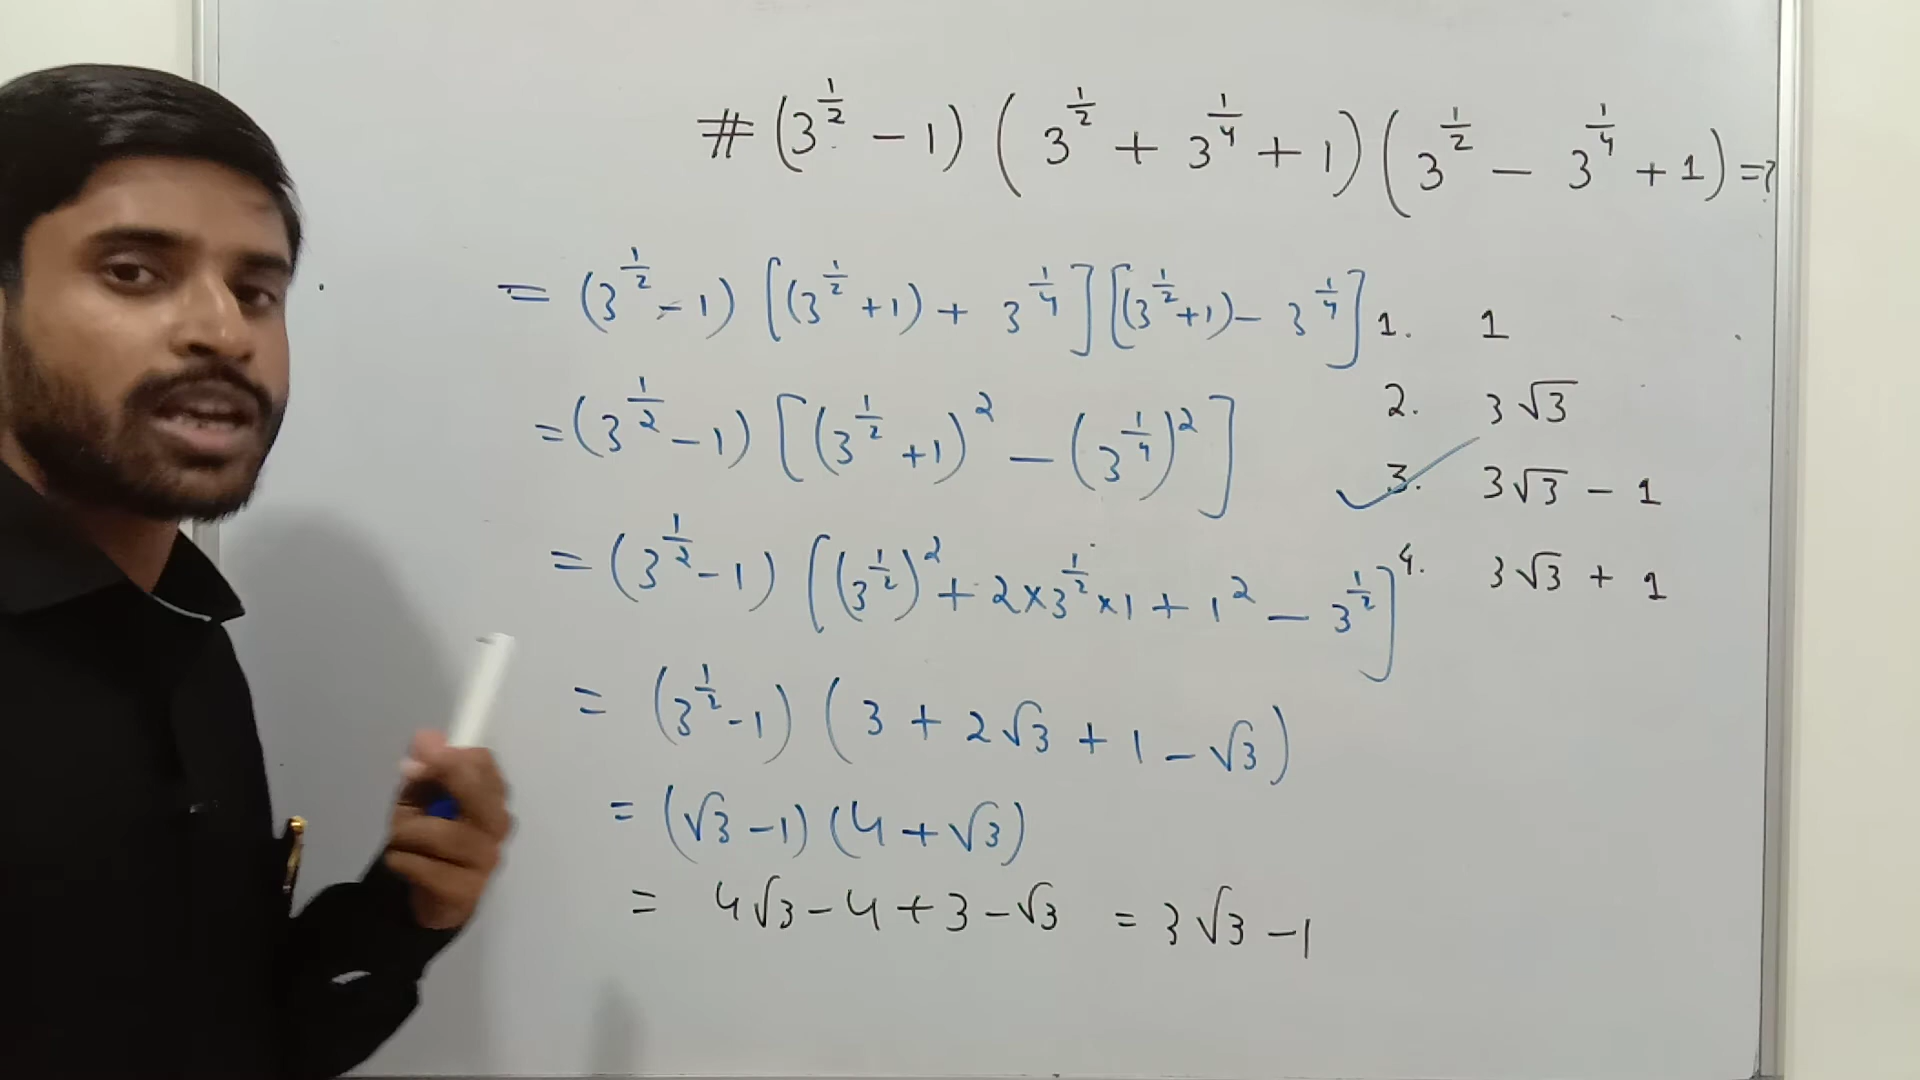 # (3^{1/2} - 1) (3^{1/2} + 3^{1/4} + 1) (3^{1/2} - 3^{1/4} + 1) = ?
= (3^{1/2} - 1) [(3^{1/2} + 1) + 3^{1/4}] [(3^{1/2} + 1) - 3^{1/4}]
= (3^{1/2} - 1) [(3^{1/2} + 1)^2 - (3^{1/4})^2]
= (3^{1/2} - 1) [(3^{1/2})^2 + 2 × 3^{1/2} × 1 + 1^2 - 3^{1/2}]
= (3^{1/2} - 1) (3 + 2√3 + 1 - √3)
= (√3 - 1) (4 + √3)
= 4√3 - 4 + 3 - √3 = 3√3 - 1
1. 1
2. 3√3
3. 3√3 - 1
4. 3√3 + 1